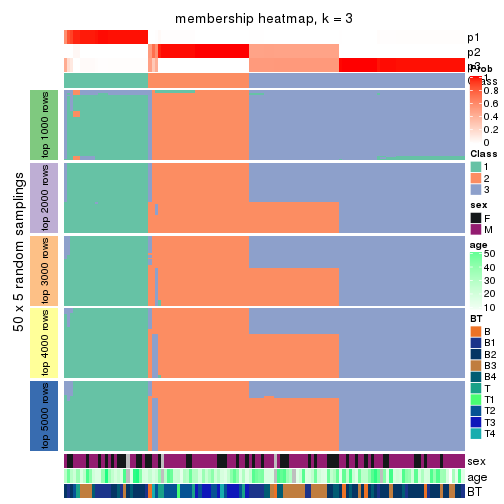 membership heatmap, k = 3
p1
p2
p3
Class
50 x 5 random samplings
top 1000 rows
top 2000 rows
top 3000 rows
top 4000 rows
top 5000 rows
sex
age
BT
Prob
1
0.8
0.6
0.4
0.2
0
Class
1
2
3
sex
F
M
age
50
40
30
20
10
BT
B
B1
B2
B3
B4
T
T1
T2
T3
T4